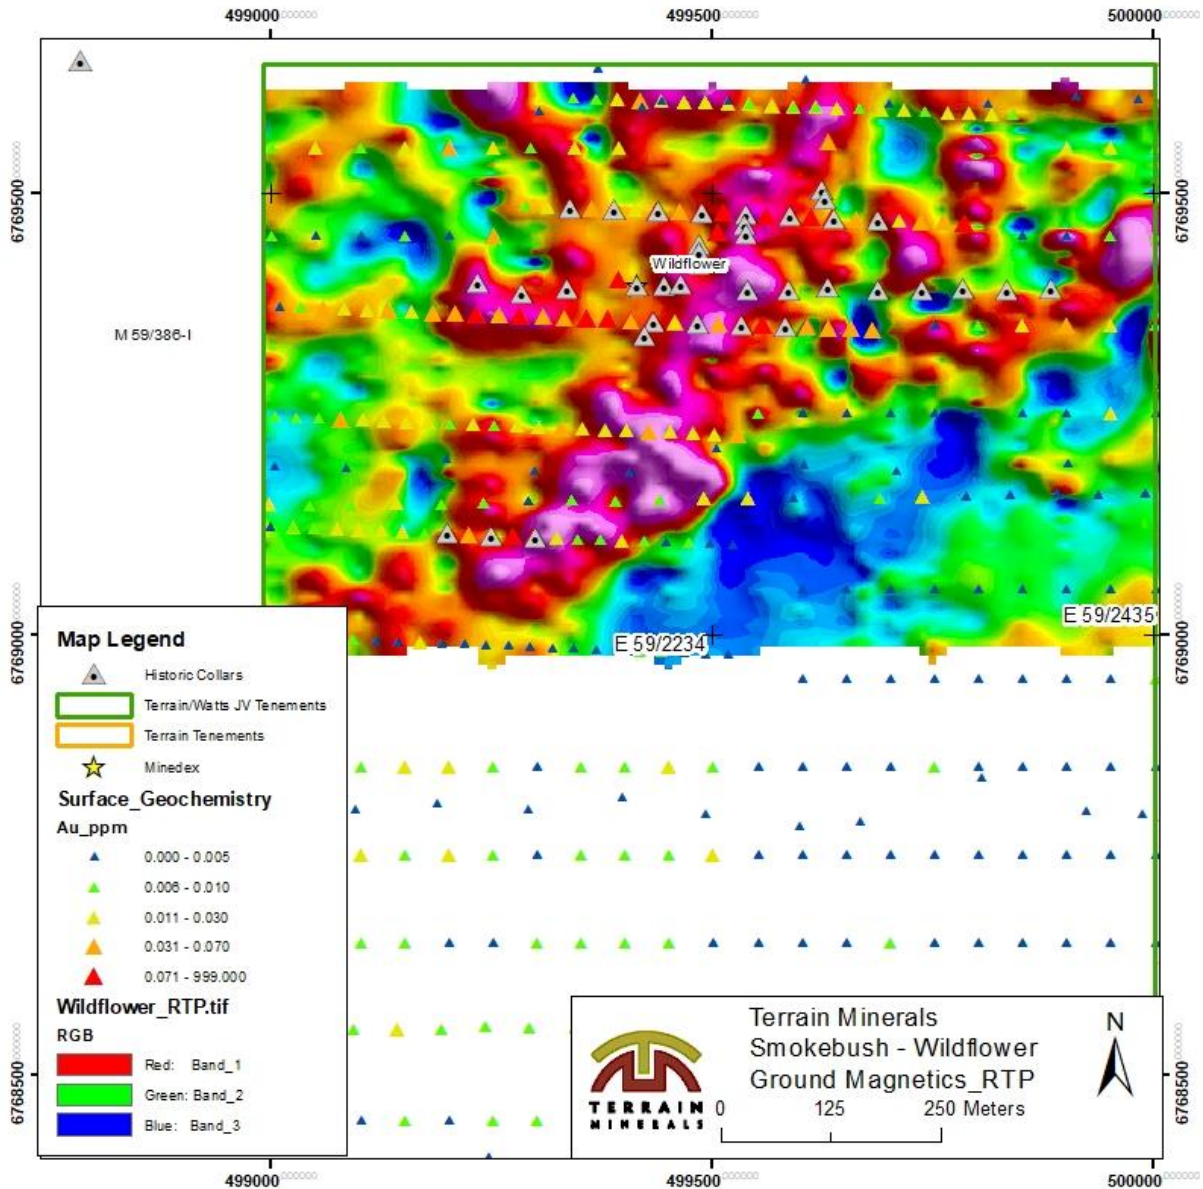 499000
499500
500000
6769500
6769500
Wildflower
M 59/386-I
E 59/2435
E 59/2234
6769000
6769000
Map Legend
Historic Collars
Terrain/Watts JV Tenements
Terrain Tenements
Minedex
Surface_Geochemistry
Au_ppm
0.000 - 0.005
0.006 - 0.010
0.011 - 0.030
0.031 - 0.070
0.071 - 999.000
Wildflower_RTP.tif
RGB
Red: Band_1
Green: Band_2
Blue: Band_3
TERRAIN
MINERALS
Terrain Minerals
Smokebush - Wildflower
Ground Magnetics_RTP
0 125 250 Meters
N
6768500
6768500
499000
499500
500000